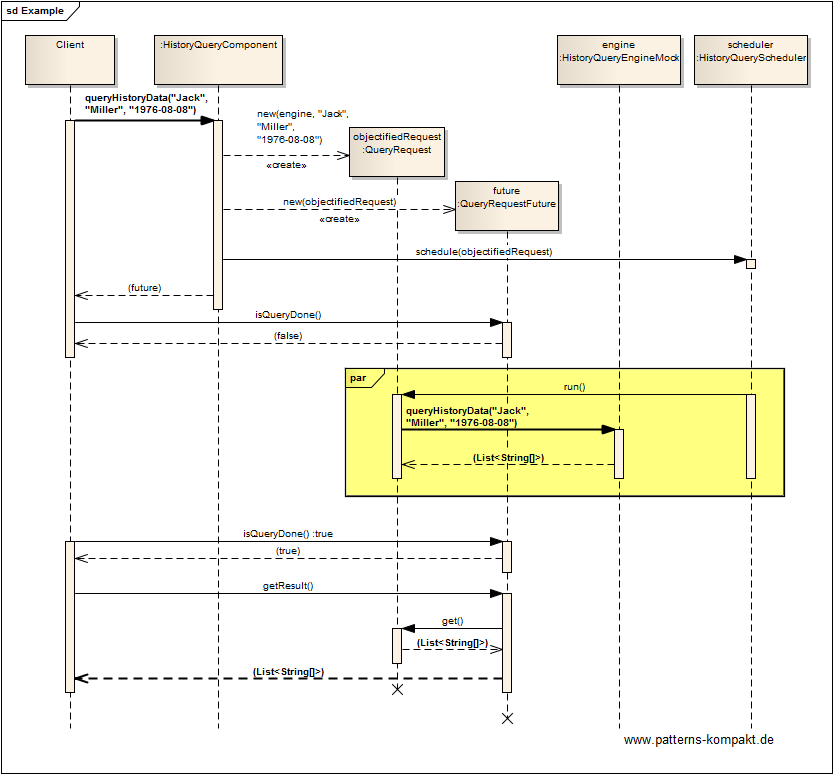 sd Example
Client
:HistoryQueryComponent
engine
:HistoryQueryEngineMock
scheduler
:HistoryQueryScheduler
queryHistoryData("Jack",
"Miller", "1976-08-08")
new(engine, "Jack",
"Miller",
"1976-08-08")
«create»
objectifiedRequest
:QueryRequest
new(objectifiedRequest)
«create»
future
:QueryRequestFuture
schedule(objectifiedRequest)
(future)
isQueryDone()
(false)
par
run()
queryHistoryData("Jack",
"Miller", "1976-08-08")
(List<String[]>)
isQueryDone() :true
(true)
getResult()
get()
(List<String[]>)
(List<String[]>)
www.patterns-kompakt.de